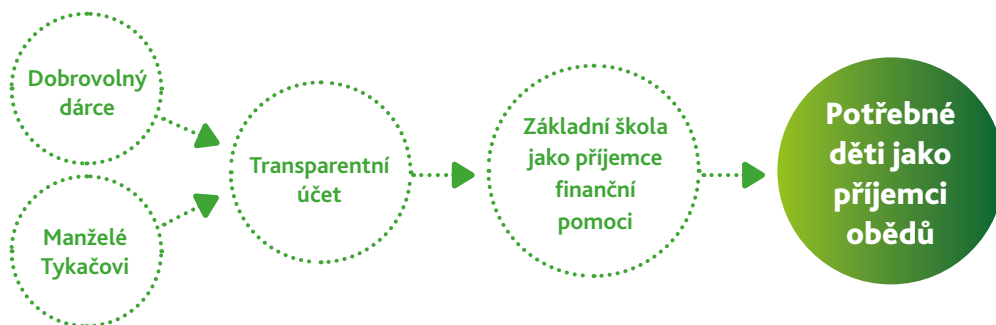 Dobrovolný
dárce
Manželé
Tykačovi
Transparentní
účet
Základní škola
jako příjemce
finanční
pomoci
Potřebné
děti jako
příjemci
obědů